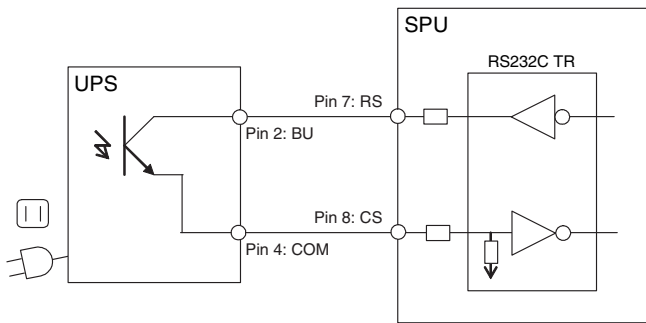 SPU
RS232C TR
UPS
Pin 7: RS
Pin 2: BU
Pin 8: CS
Pin 4: COM